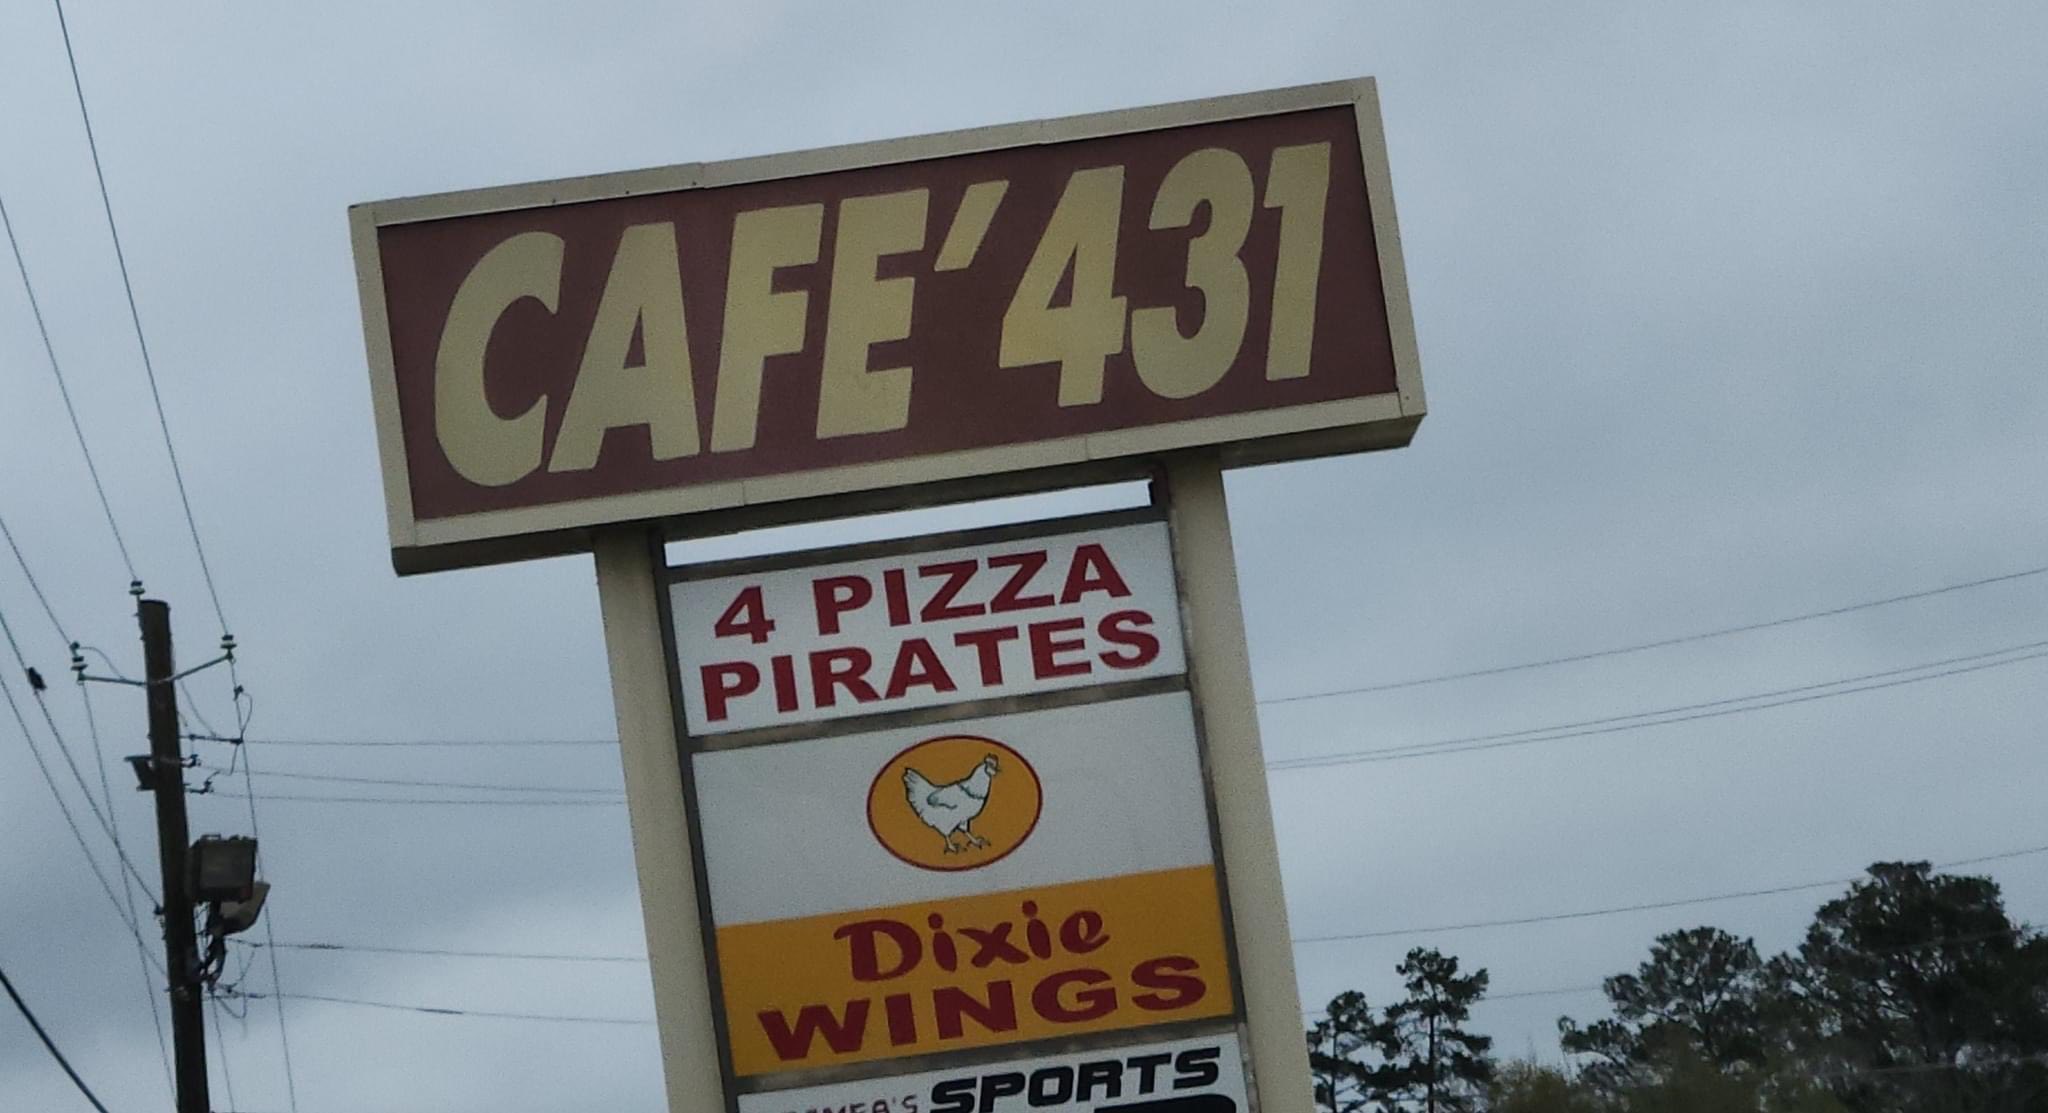 CAFE' 431
4 PIZZA
PIRATES
Dixie
WINGS
SPORTS